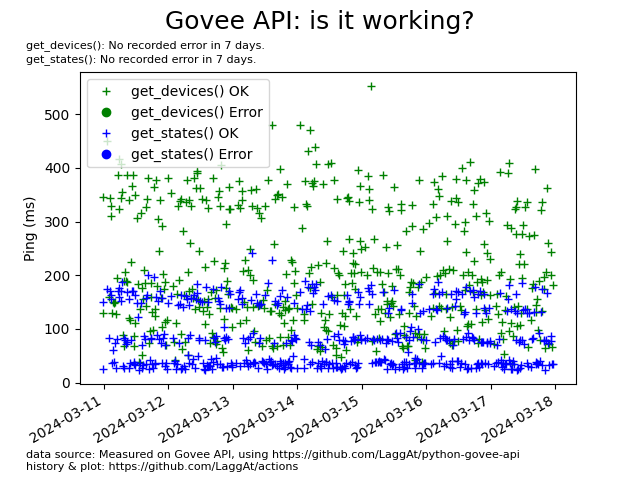 Govee API: is it working?
get_devices(): No recorded error in 7 days.
get_states(): No recorded error in 7 days.
get_devices() OK
get_devices() Error
get_states() OK
get_states() Error
Ping (ms)
500
400
300
200
100
0
2024-03-11
2024-03-12
2024-03-13
2024-03-14
2024-03-15
2024-03-16
2024-03-17
2024-03-18
data source: Measured on Govee API, using https://github.com/LaggAt/python-govee-api
history & plot: https://github.com/LaggAt/actions